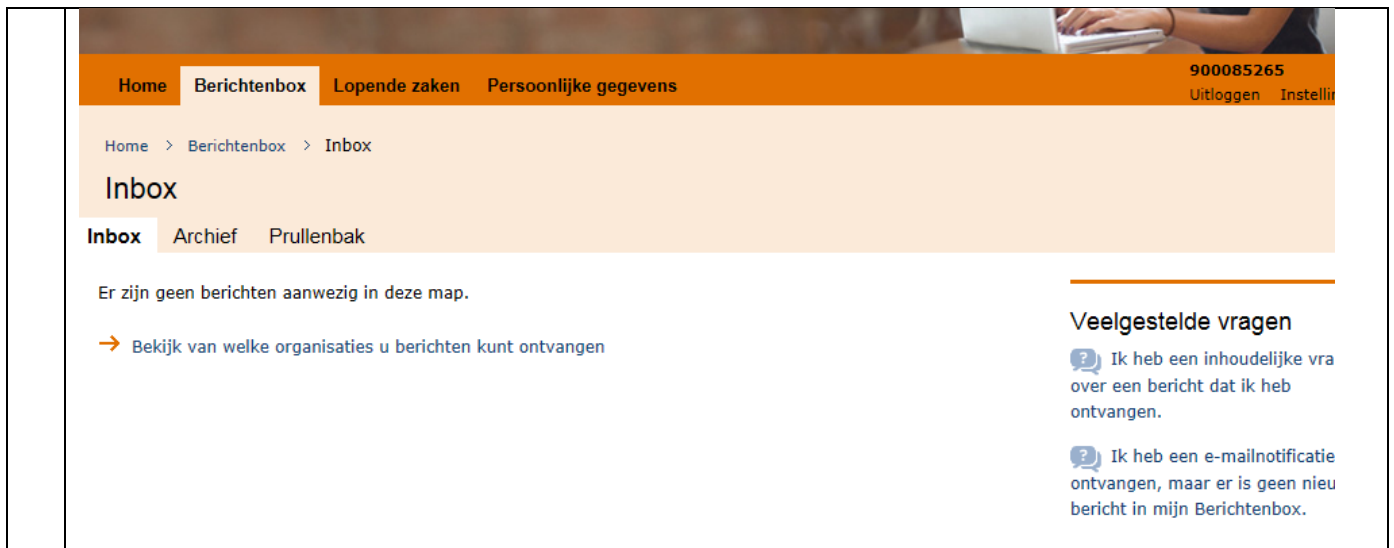 Home Berichtenbox Lopende zaken Persoonlijke gegevens
900085265
Uitloggen
Home > Berichtenbox > Inbox
Inbox
Inbox Archief Prullenbak
Er zijn geen berichten aanwezig in deze map.
→ Bekijk van welke organisaties u berichten kunt ontvangen
Veelgestelde vragen
Ik heb een inhoudelijke
over een bericht dat ik heb
ontvangen.
Ik heb een e-mailnotificatie
ontvangen, maar er is geen
bericht in mijn Berichtenbox.